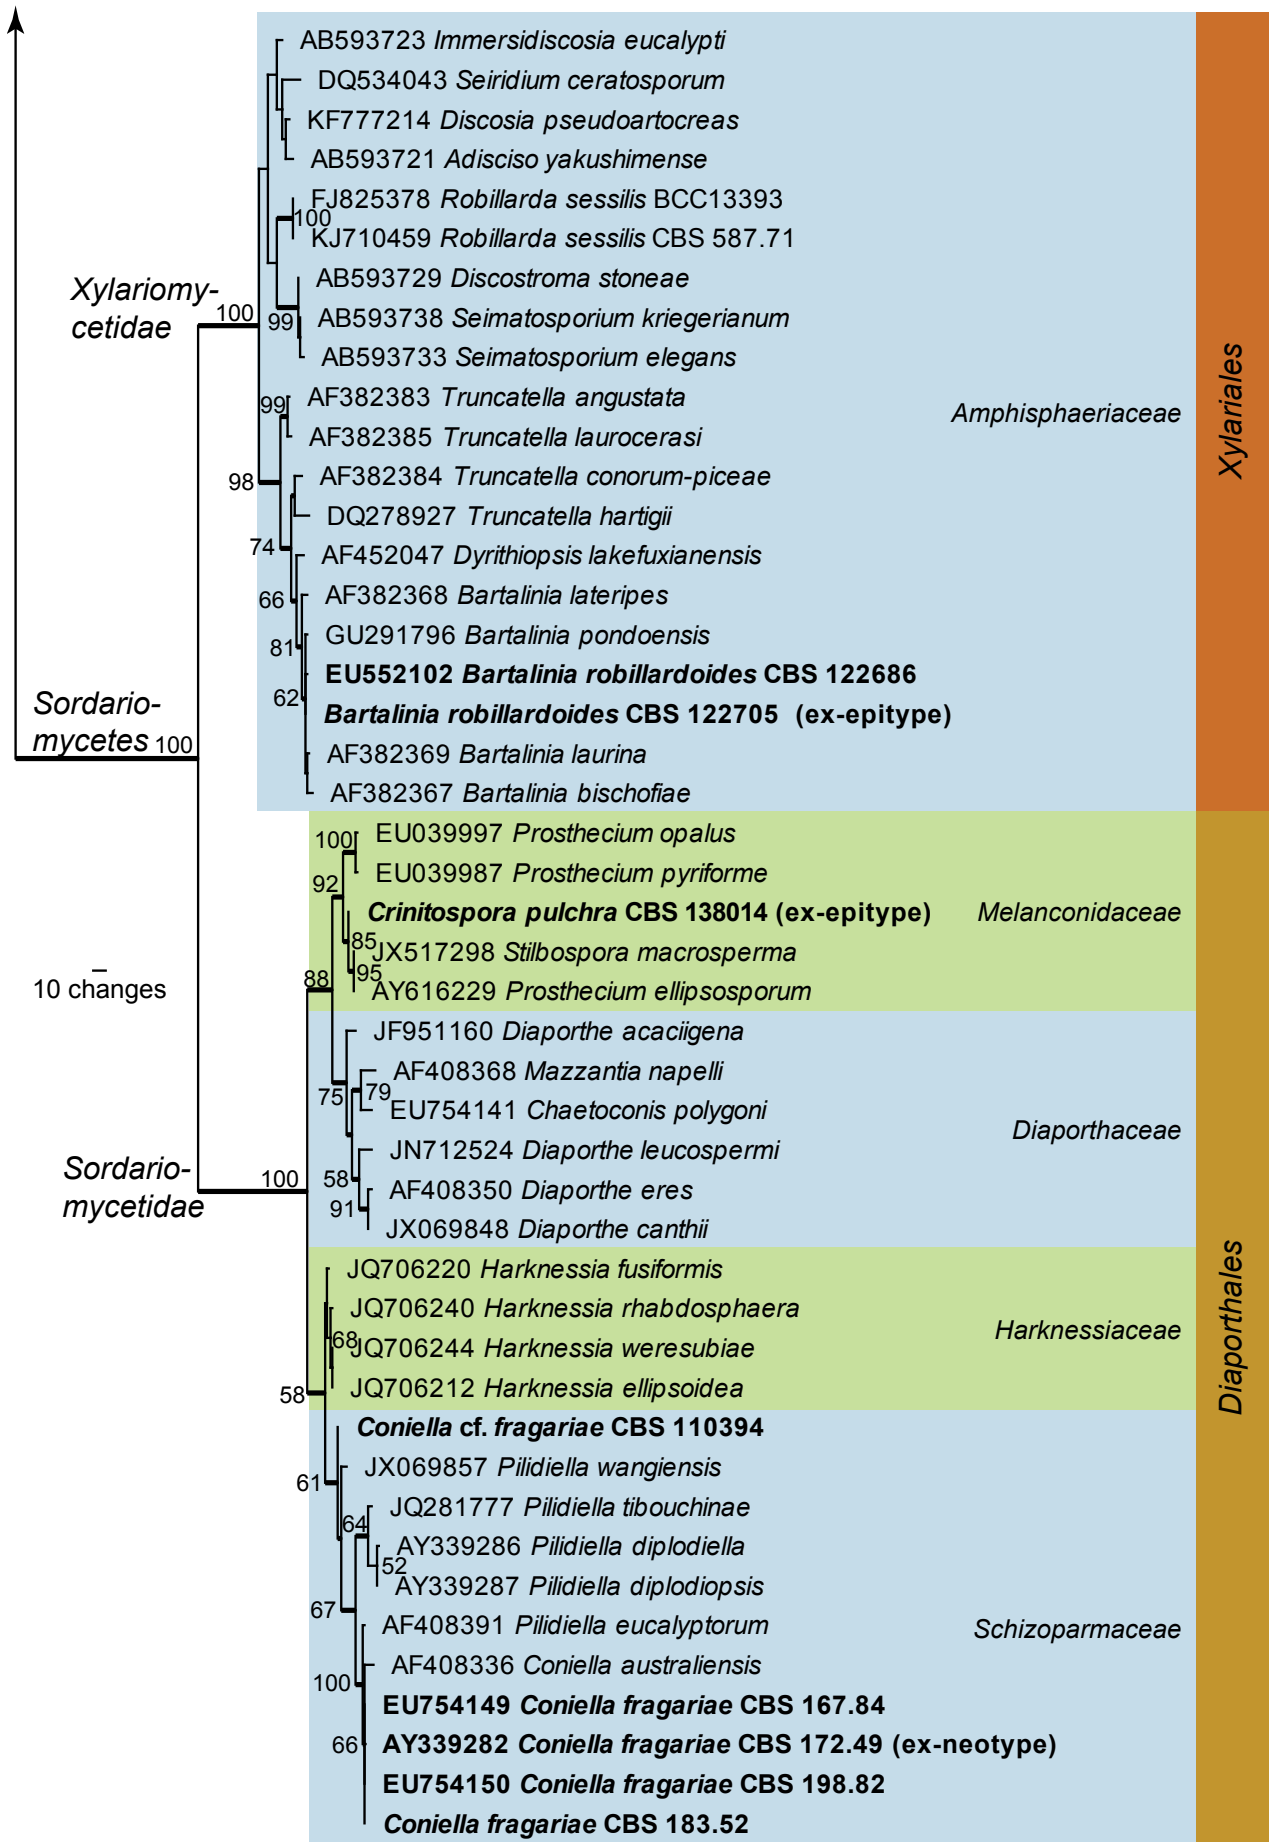 AB593723 Immersidiscosia eucalypti
DQ534043 Seiridium ceratosporum
KF777214 Discosia pseudoartocreas
AB593721 Adisciso yakushimense
FJ825378 Robillarda sessilis BCC13393
100
KJ710459 Robillarda sessilis CBS 587.71
AB593729 Discostroma stoneae
Xylariomy-
cetidae
100
99
AB593738 Seimatosporium kriegerianum
AB593733 Seimatosporium elegans
99
AF382383 Truncatella angustata
Amphisphaeriaceae
Xylariales
AF382385 Truncatella laurocerasi
98
AF382384 Truncatella conorum-piceae
DQ278927 Truncatella hartigii
74
AF452047 Dyrithiopsis lakefuxianensis
66
AF382368 Bartalinia lateripes
81
GU291796 Bartalinia pondoensis
EU552102 Bartalinia robillardoides CBS 122686
62
Bartalinia robillardoides CBS 122705 (ex-epitype)
Sordario-
mycetes 100
AF382369 Bartalinia laurina
AF382367 Bartalinia bischofiae
100
EU039997 Prosthecium opalus
EU039987 Prosthecium pyriforme
92
Crinitospora pulchra CBS 138014 (ex-epitype)
Melanconidaceae
85
JX517298 Stilbospora macrosperma
95
88
AY616229 Prosthecium ellipsosporum
10 changes
JF951160 Diaporthe acaciigena
AF408368 Mazzantia napelli
75
79
EU754141 Chaetoconis polygoni
Diaporthaceae
JN712524 Diaporthe leucospermi
Sordario-
mycetidae
100
58
AF408350 Diaporthe eres
91
JX069848 Diaporthe canthii
JQ706220 Harknessia fusiformis
JQ706240 Harknessia rhabdosphaera
Harknessiaceae
Diaporthales
68
JQ706244 Harknessia weresubiae
58
JQ706212 Harknessia ellipsoidea
Coniella cf. fragariae CBS 110394
61
JX069857 Pilidiella wangiensis
JQ281777 Pilidiella tibouchinae
64
AY339286 Pilidiella diplodiella
52
AY339287 Pilidiella diplodiopsis
67
AF408391 Pilidiella eucalyptorum
Schizoparmaceae
AF408336 Coniella australiensis
100
EU754149 Coniella fragariae CBS 167.84
66
AY339282 Coniella fragariae CBS 172.49 (ex-neotype)
EU754150 Coniella fragariae CBS 198.82
Coniella fragariae CBS 183.52